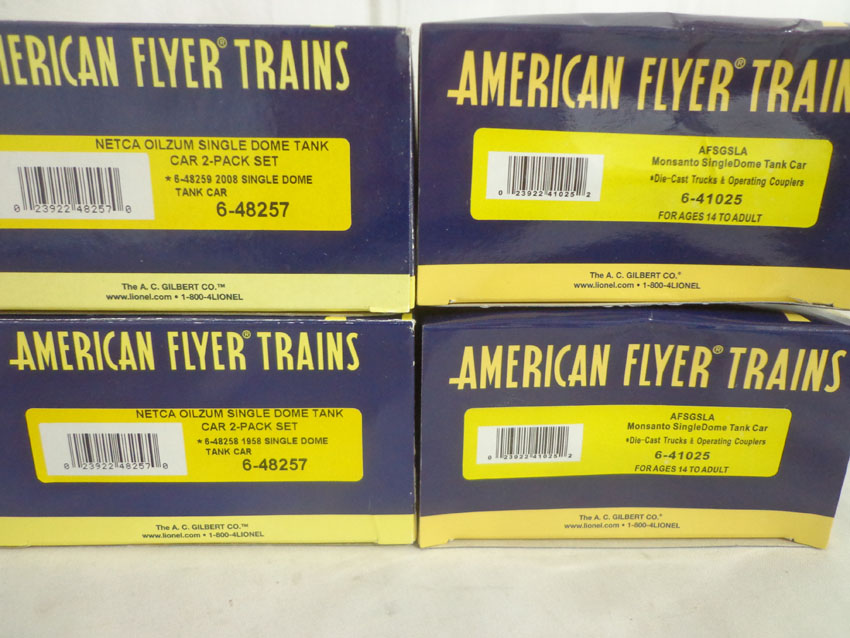 AMERICAN FLYER® TRAINS
NETCA OILZUM SINGLE DOME TANK
CAR 2-PACK SET
* 6-48259 2008 SINGLE DOME
TANK CAR
6-48257
0 23922 48257 0
The A. C. GILBERT CO.™
www.lionel.com • 1-800-4LIONEL
AMERICAN FLYER® TRAIN
AFSGSLA
Monsanto SingleDome Tank Car
*Die-Cast Trucks & Operating Couplers
6-41025
FOR AGES 14 TO ADULT
0 23922 41025 2
The A. C. GILBERT CO.®
www.lionel.com • 1-800-4LIONEL
AMERICAN FLYER® TRAINS
NETCA OILZUM SINGLE DOME TANK
CAR 2-PACK SET
* 6-48258 1958 SINGLE DOME
TANK CAR
6-48257
0 23922 48257 0
The A. C. GILBERT CO.™
www.lionel.com • 1-800-4LIONEL
AMERICAN FLYER® TRAINS
AFSGSLA
Monsanto SingleDome Tank Car
*Die-Cast Trucks & Operating Couplers
6-41025
FOR AGES 14 TO ADULT
0 23922 41025 2
The A. C. GILBERT CO.®
www.lionel.com • 1-800-4LIONEL